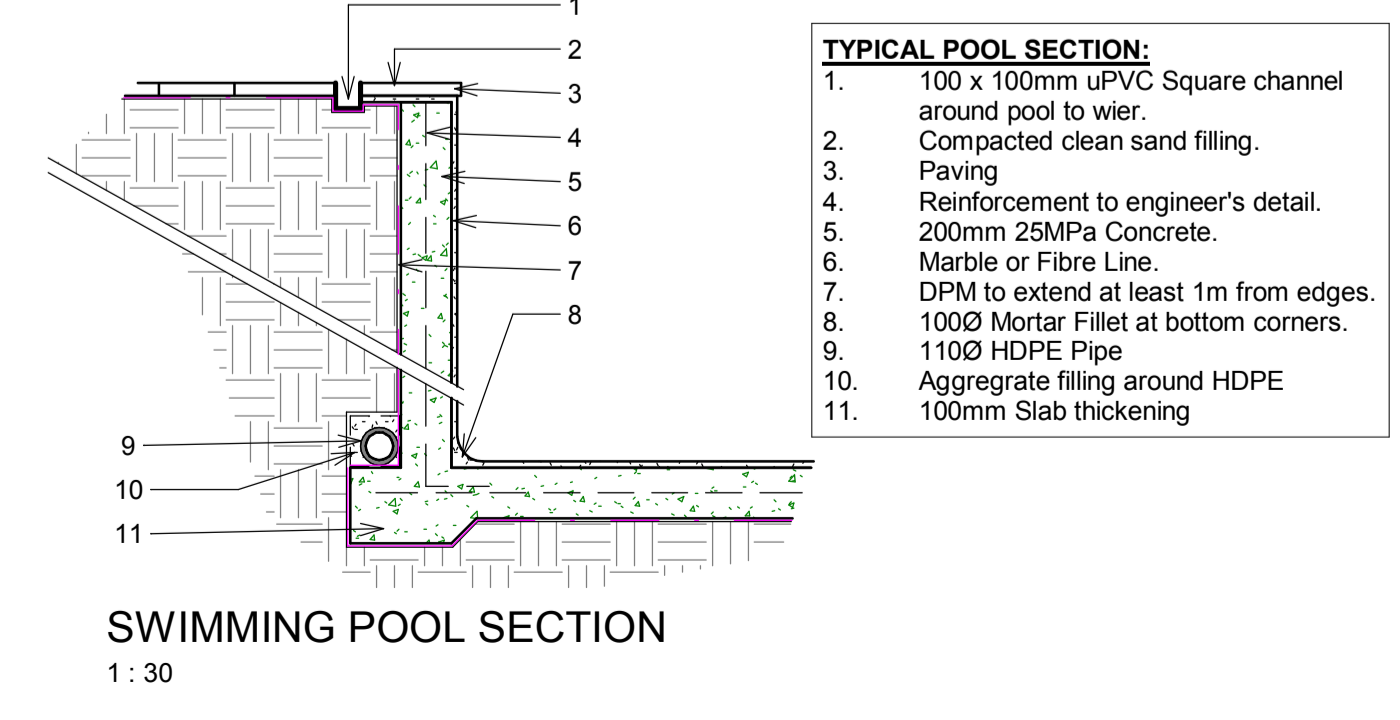 1
2
3
4
5
6
7
8
9
10
11
SWIMMING POOL SECTION
1 : 30
TYPICAL POOL SECTION:
1. 100 x 100mm uPVC Square channel
around pool to wier.
2. Compacted clean sand filling.
3. Paving
4. Reinforcement to engineer's detail.
5. 200mm 25MPa Concrete.
6. Marble or Fibre Line.
7. DPM to extend at least 1m from edges.
8. 100Ø Mortar Fillet at bottom corners.
9. 110Ø HDPE Pipe
10. Aggregrate filling around HDPE
11. 100mm Slab thickening